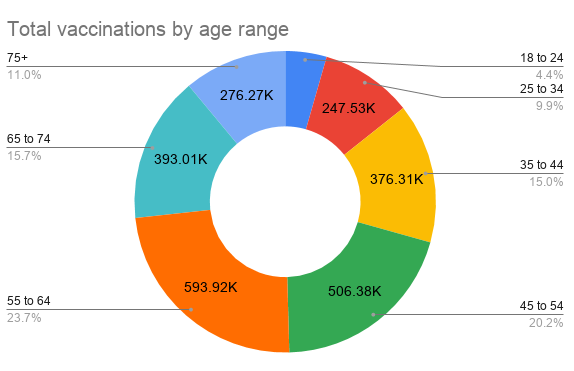 Total vaccinations by age range
75+
11.0%
18 to 24
4.4%
25 to 34
9.9%
276.27K
247.53K
65 to 74
15.7%
393.01K
376.31K
35 to 44
15.0%
593.92K
506.38K
55 to 64
23.7%
45 to 54
20.2%